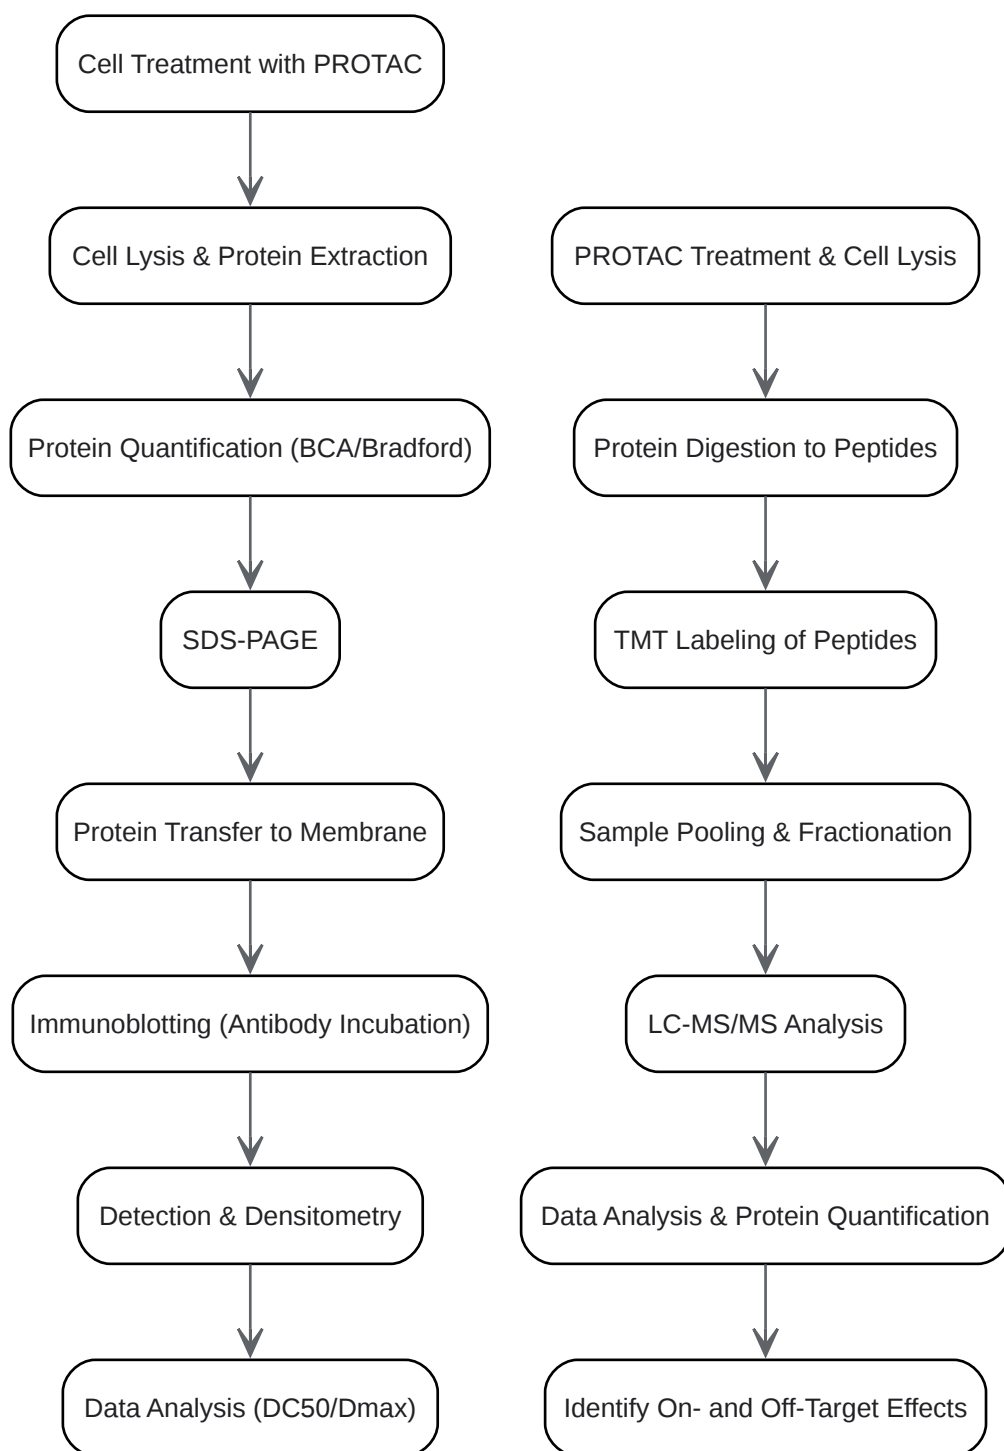 Cell Treatment with PROTAC
Cell Lysis & Protein Extraction
Protein Quantification (BCA/Bradford)
SDS-PAGE
Protein Transfer to Membrane
Immunoblotting (Antibody Incubation)
Detection & Densitometry
Data Analysis (DC50/Dmax)
PROTAC Treatment & Cell Lysis
Protein Digestion to Peptides
TMT Labeling of Peptides
Sample Pooling & Fractionation
LC-MS/MS Analysis
Data Analysis & Protein Quantification
Identify On- and Off-Target Effects